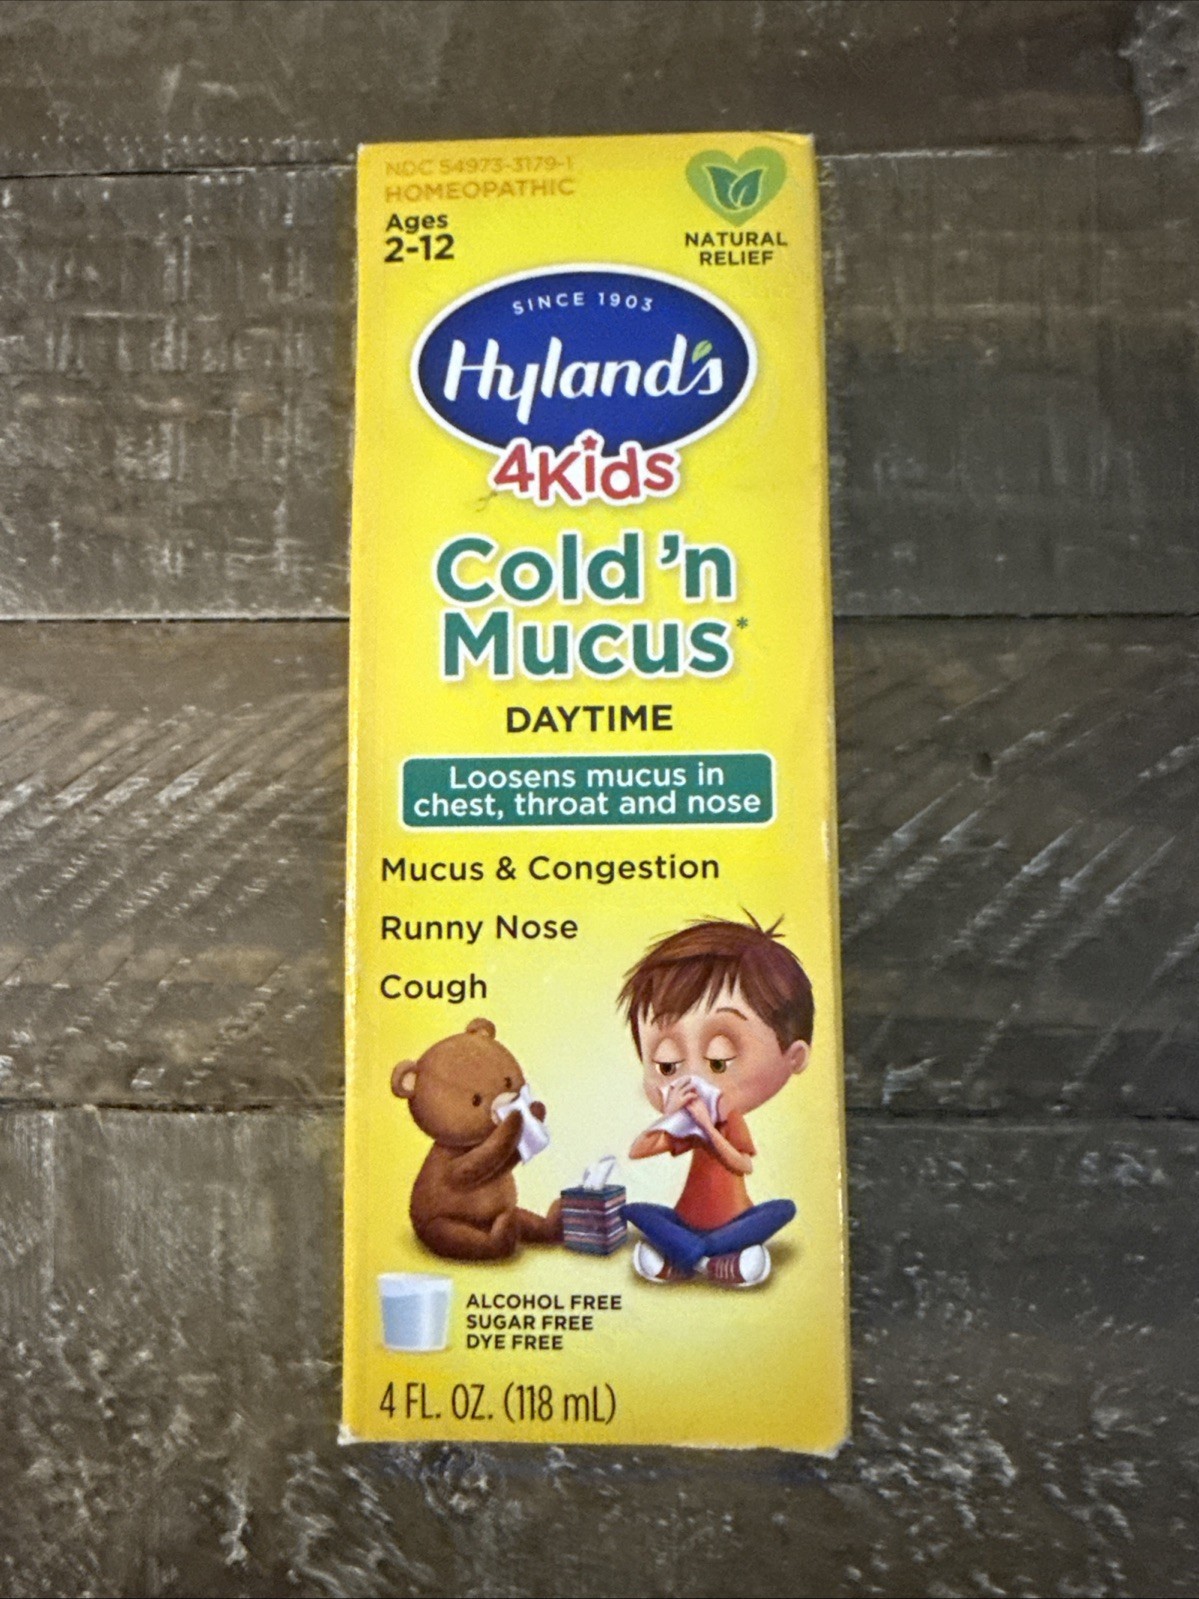 NDC 54973-3179-1
HOMEOPATHIC
Ages
2-12
NATURAL
RELIEF
SINCE 1903
Hyland's
4Kids
Cold 'n
Mucus*
DAYTIME
Loosens mucus in
chest, throat and nose
Mucus & Congestion
Runny Nose
Cough
ALCOHOL FREE
SUGAR FREE
DYE FREE
4 FL. OZ. (118 mL)